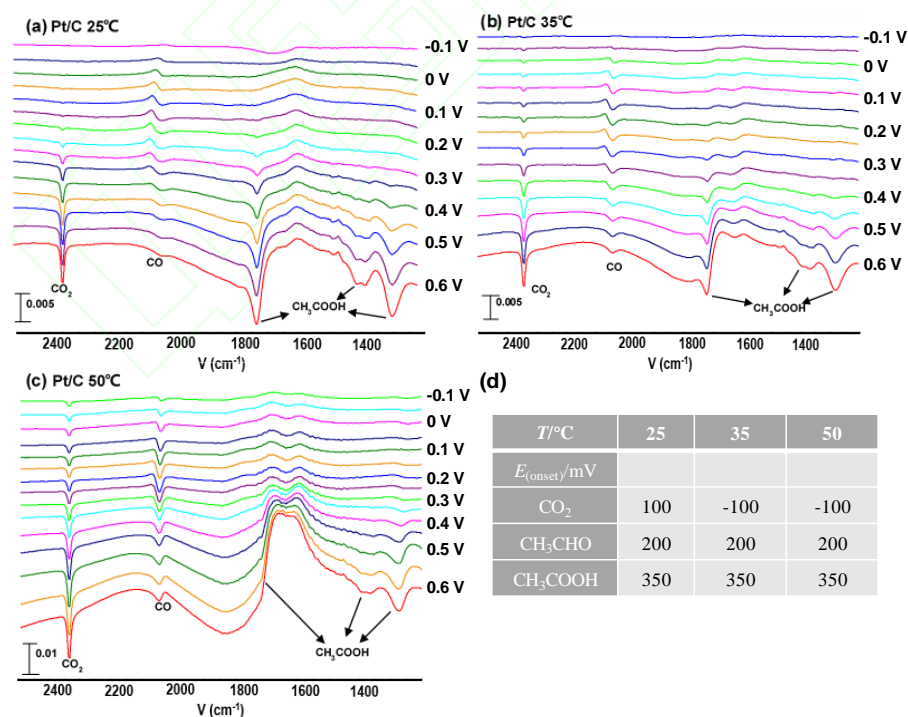 (a) Pt/C 25℃
-0.1 V
0 V
0.1 V
0.2 V
0.3 V
0.4 V
0.5 V
0.6 V
CO₂
CO
CH₃COOH
0.005
2400 2200 2000 1800 1600 1400
V (cm⁻¹)
(b) Pt/C 35℃
-0.1 V
0 V
0.1 V
0.2 V
0.3 V
0.4 V
0.5 V
0.6 V
CO₂
CO
CH₃COOH
0.005
2400 2200 2000 1800 1600 1400
V (cm⁻¹)
(c) Pt/C 50℃
-0.1 V
0 V
0.1 V
0.2 V
0.3 V
0.4 V
0.5 V
0.6 V
CO₂
CO
CH₃COOH
0.01
2400 2200 2000 1800 1600 1400
V (cm⁻¹)
(d)
T/°C 25 35 50
E(onset)/mV
CO₂ 100 -100 -100
CH₃CHO 200 200 200
CH₃COOH 350 350 350